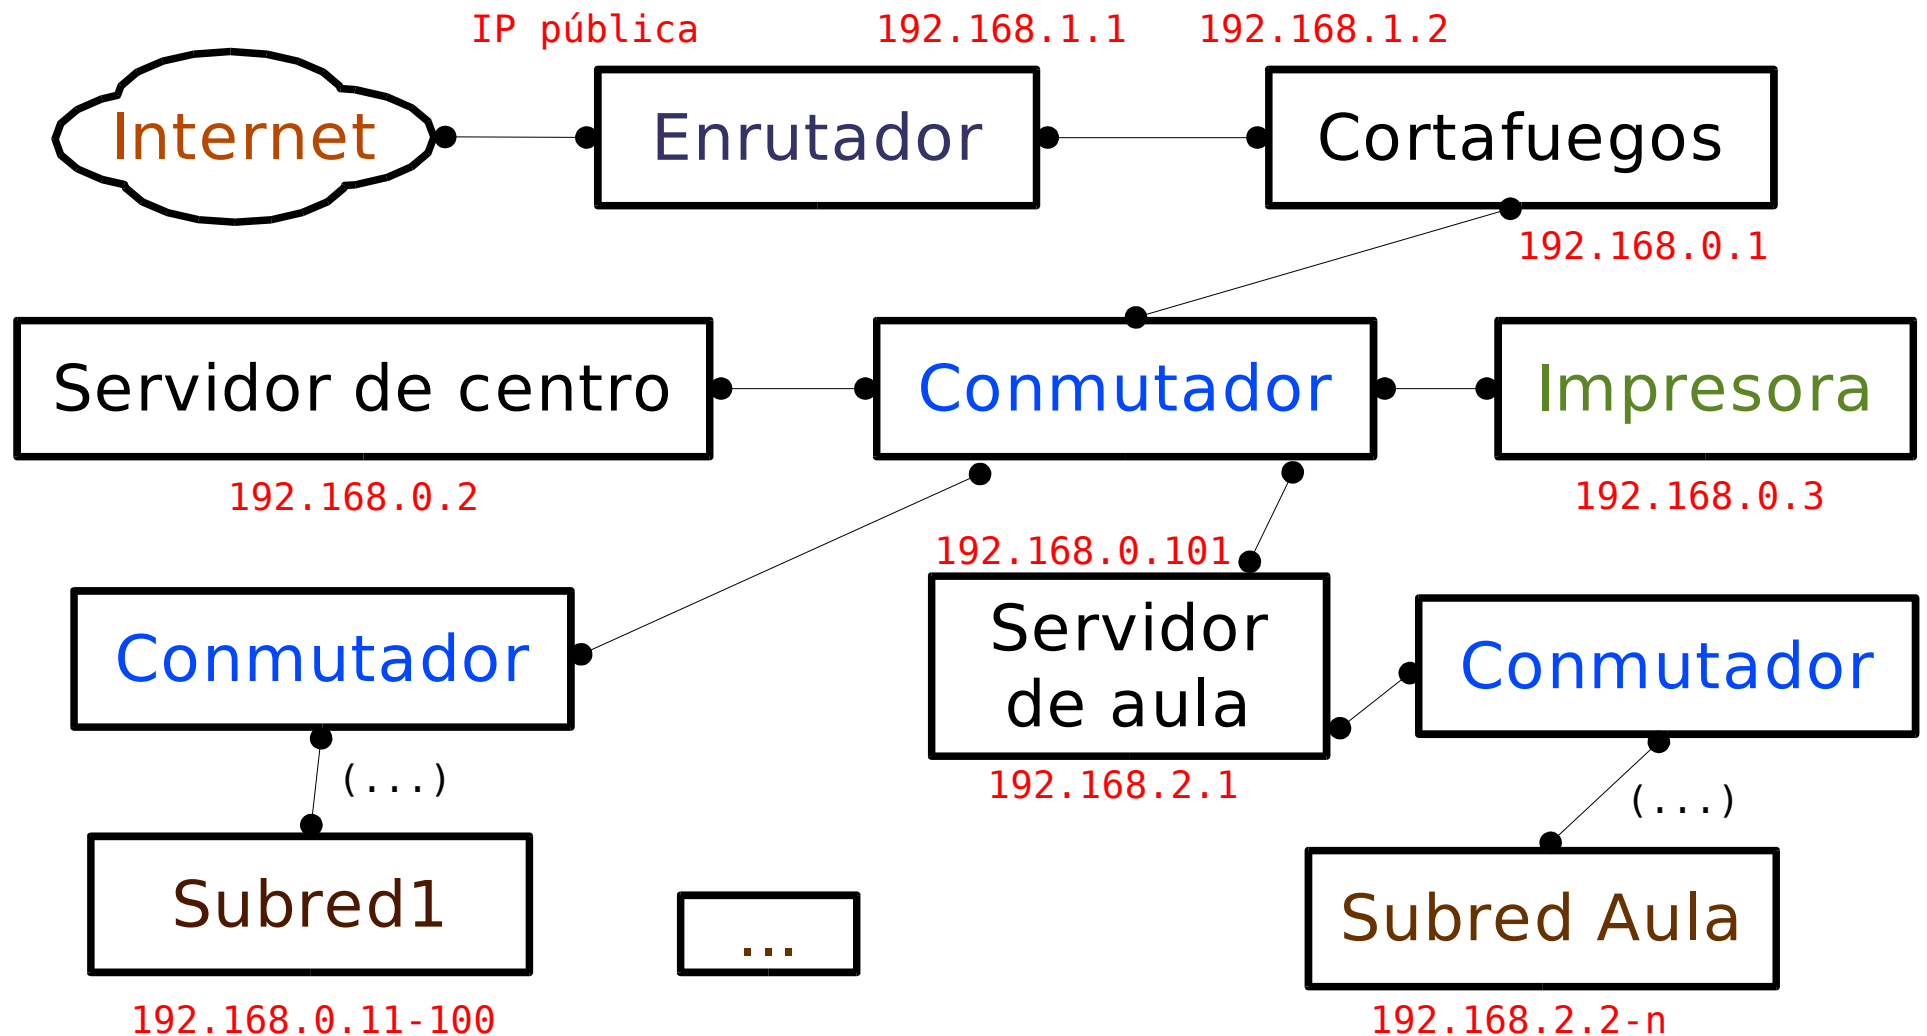 IP pública
192.168.1.1
192.168.1.2
Internet
Enrutador
Cortafuegos
192.168.0.1
Servidor de centro
Conmutador
Impresora
192.168.0.2
192.168.0.3
192.168.0.101
Conmutador
Servidor
de aula
Conmutador
192.168.2.1
(...)
(...)
Subred1
...
Subred Aula
192.168.0.11-100
192.168.2.2-n